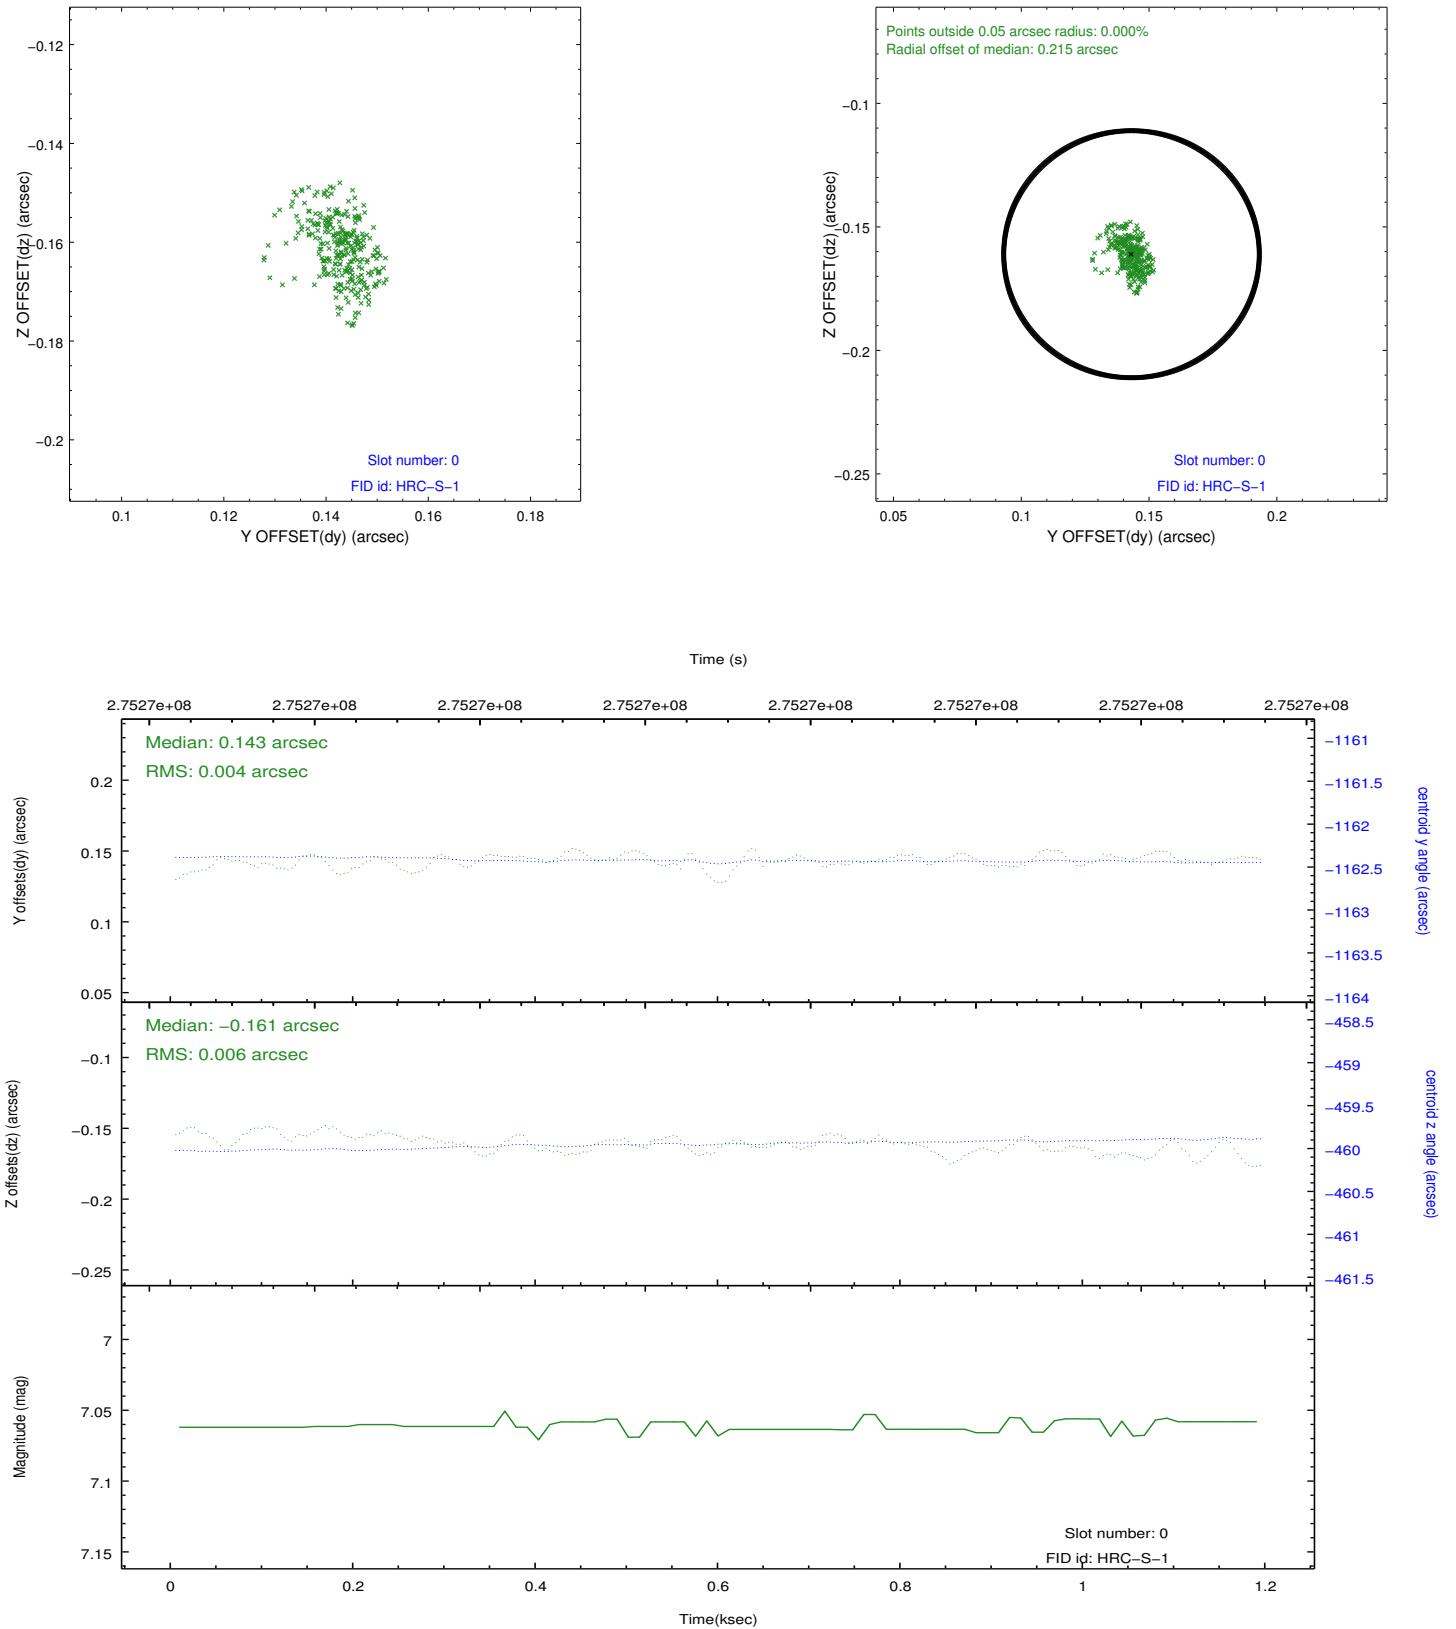 −0.12
−0.14
−0.16
−0.18
−0.2
Z OFFSET(dz) (arcsec)
Slot number: 0
FID id: HRC−S−1
0.1 0.12 0.14 0.16 0.18
Y OFFSET(dy) (arcsec)
Points outside 0.05 arcsec radius: 0.000%
Radial offset of median: 0.215 arcsec
−0.1
−0.15
−0.2
−0.25
Z OFFSET(dz) (arcsec)
Slot number: 0
FID id: HRC−S−1
0.05 0.1 0.15 0.2
Y OFFSET(dy) (arcsec)
Time (s)
2.7527e+08 2.7527e+08 2.7527e+08 2.7527e+08 2.7527e+08 2.7527e+08 2.7527e+08 2.7527e+08
Median: 0.143 arcsec
RMS: 0.004 arcsec
0.2
0.15
0.1
0.05
Y offsets(dy) (arcsec)
−1161
−1161.5
−1162
−1162.5
−1163
−1163.5
−1164
centroid y angle (arcsec)
Median: −0.161 arcsec
RMS: 0.006 arcsec
−0.1
−0.15
−0.2
−0.25
Z offsets(dz) (arcsec)
−458.5
−459
−459.5
−460
−460.5
−461
−461.5
centroid z angle (arcsec)
7
7.05
7.1
7.15
Magnitude (mag)
Slot number: 0
FID id: HRC−S−1
0 0.2 0.4 0.6 0.8 1 1.2
Time(ksec)